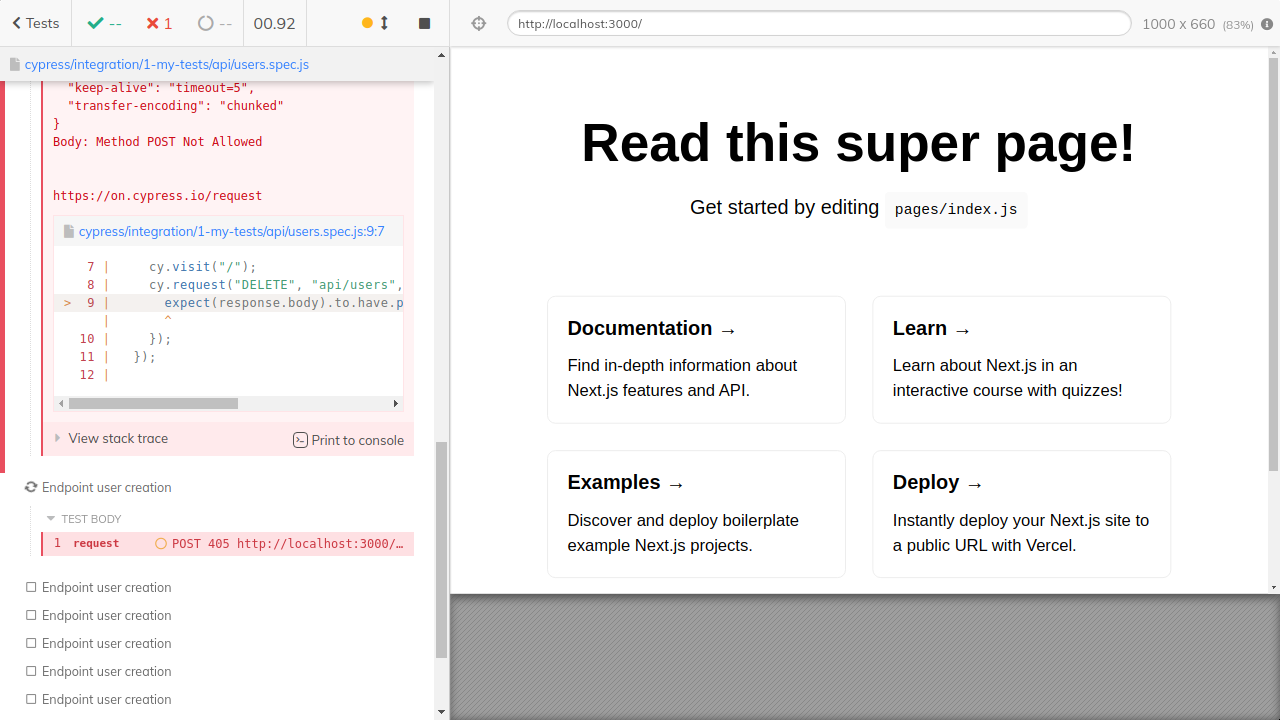 Tests
--
1
--
00.92
http://localhost:3000/
1000 x 660 (83%)
cypress/integration/1-my-tests/api/users.spec.js
"keep-alive": "timeout=5",
"transfer-encoding": "chunked"
}
Body: Method POST Not Allowed
https://on.cypress.io/request
cypress/integration/1-my-tests/api/users.spec.js:9:7
7 |     cy.visit("/");
8 |     cy.request("DELETE", "api/users",
> 9 |       expect(response.body).to.have.p
|       ^
10 |     });
11 |   });
12 |
View stack trace
Print to console
Endpoint user creation
TEST BODY
1 request POST 405 http://localhost:3000/…
Endpoint user creation
Endpoint user creation
Endpoint user creation
Endpoint user creation
Endpoint user creation
Read this super page!
Get started by editing pages/index.js
Documentation →
Find in-depth information about
Next.js features and API.
Learn →
Learn about Next.js in an
interactive course with quizzes!
Examples →
Discover and deploy boilerplate
example Next.js projects.
Deploy →
Instantly deploy your Next.js site to
a public URL with Vercel.